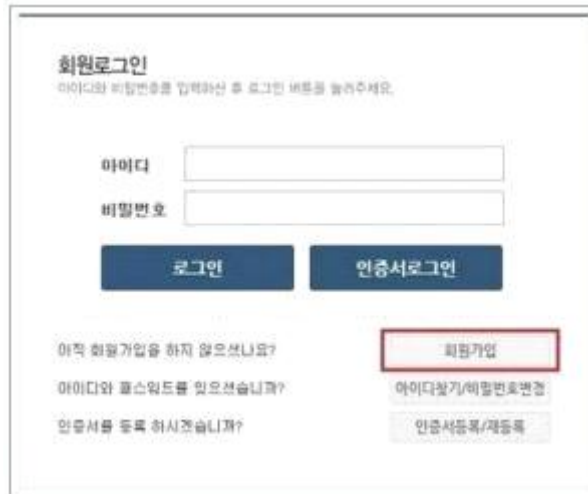 회원로그인
아이디와 비밀번호를 입력하신 후 로그인 버튼을 눌러주세요.
아이디
비밀번호
로그인
인증서로그인
아직 회원가입을 하지 않으셨나요?
회원가입
아이디와 패스워드를 잊으셨습니까?
아이디찾기/비밀번호변경
인증서를 등록 하시겠습니까?
인증서등록/재등록